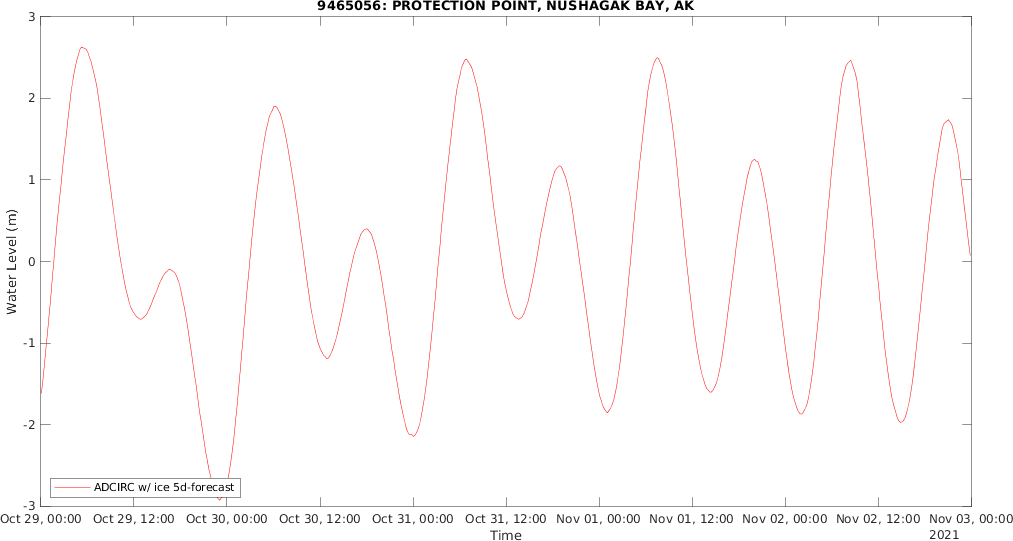 9465056: PROTECTION POINT, NUSHAGAK BAY, AK
3
2
1
0
-1
-2
-3
Water Level (m)
ADCIRC w/ ice 5d-forecast
Oct 29, 00:00 Oct 29, 12:00 Oct 30, 00:00 Oct 30, 12:00 Oct 31, 00:00 Oct 31, 12:00 Nov 01, 00:00 Nov 01, 12:00 Nov 02, 00:00 Nov 02, 12:00 Nov 03, 00:00
Time
2021